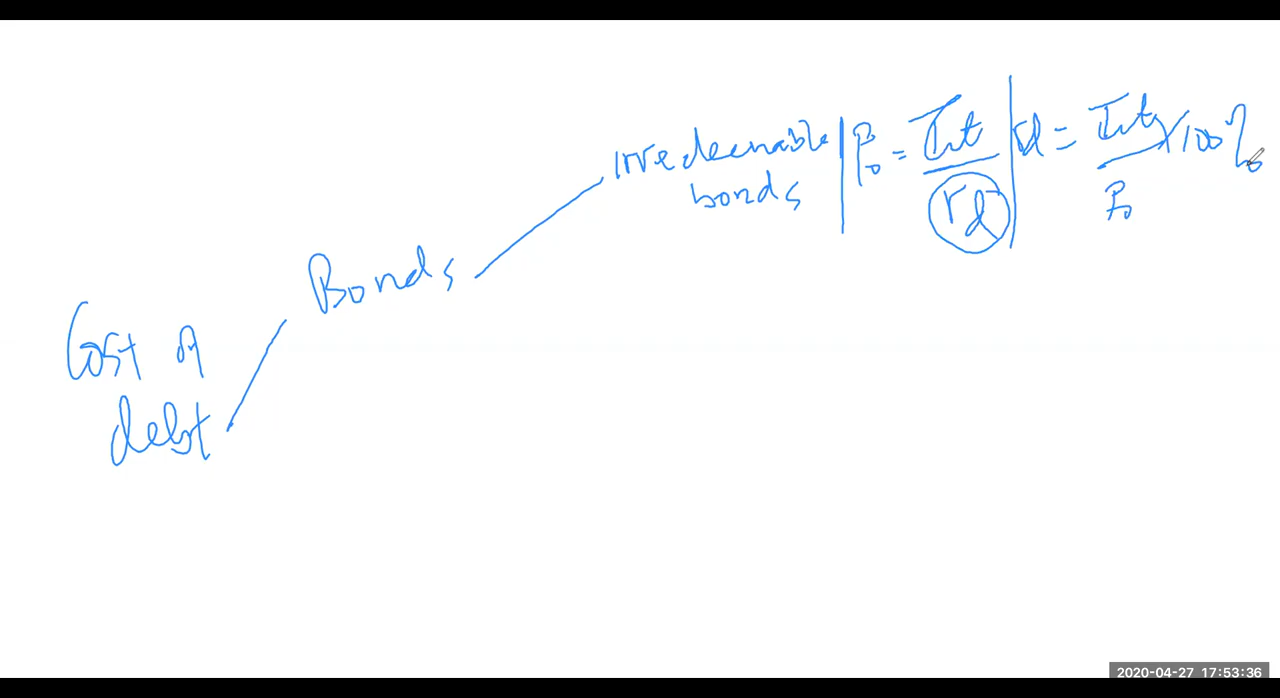 Irredeemable bonds | P₀ = Int / rd | rd = Int / P₀ × 100%
Bonds
Cost of
debt
2020-04-27 17:53:36